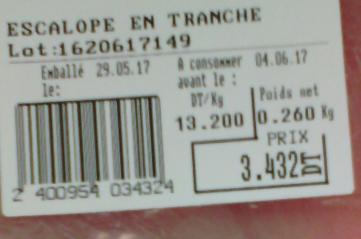 ESCALOPE EN TRANCHE
Lot:1620617149
Emballé le: 29.05.17
A consommer avant le : 04.06.17
DT/Kg
13.200
Poids net
0.260 Kg
PRIX
3.432 DT
2 400954 034324